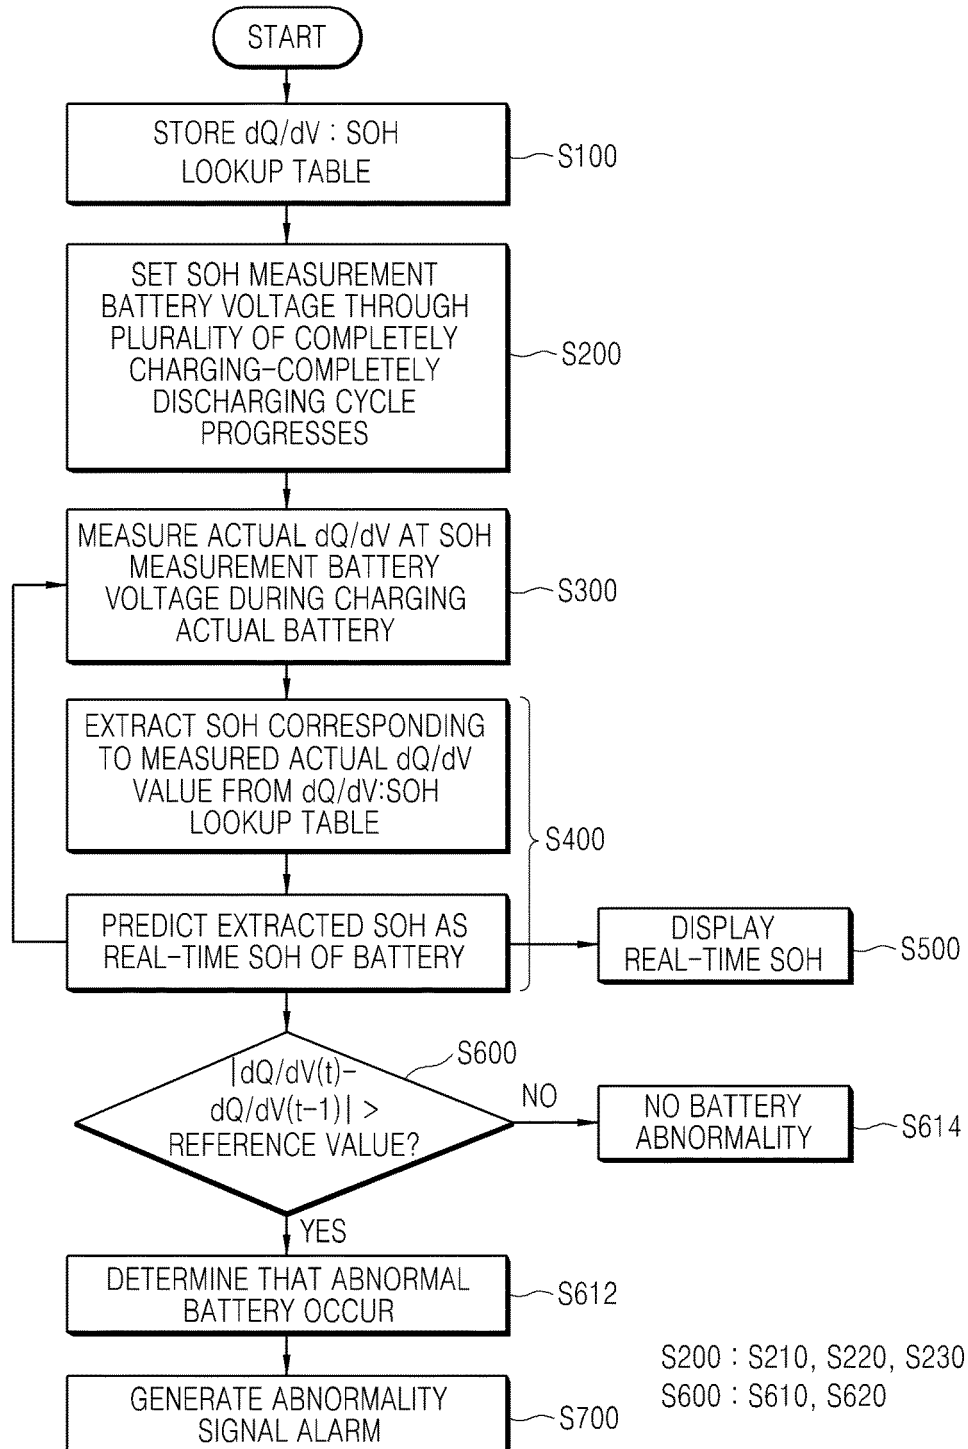 START
STORE dQ/dV : SOH
LOOKUP TABLE
S100
SET SOH MEASUREMENT
BATTERY VOLTAGE THROUGH
PLURALITY OF COMPLETELY
CHARGING-COMPLETELY
DISCHARGING CYCLE
PROGRESSES
S200
MEASURE ACTUAL dQ/dV AT SOH
MEASUREMENT BATTERY
VOLTAGE DURING CHARGING
ACTUAL BATTERY
S300
EXTRACT SOH CORRESPONDING
TO MEASURED ACTUAL dQ/dV
VALUE FROM dQ/dV:SOH
LOOKUP TABLE
S400
PREDICT EXTRACTED SOH AS
REAL-TIME SOH OF BATTERY
DISPLAY
REAL-TIME SOH
S500
|dQ/dV(t)-
dQ/dV(t-1)| >
REFERENCE VALUE?
S600
NO
NO BATTERY
ABNORMALITY
S614
YES
DETERMINE THAT ABNORMAL
BATTERY OCCUR
S612
GENERATE ABNORMALITY
SIGNAL ALARM
S700
S200 : S210, S220, S230
S600 : S610, S620